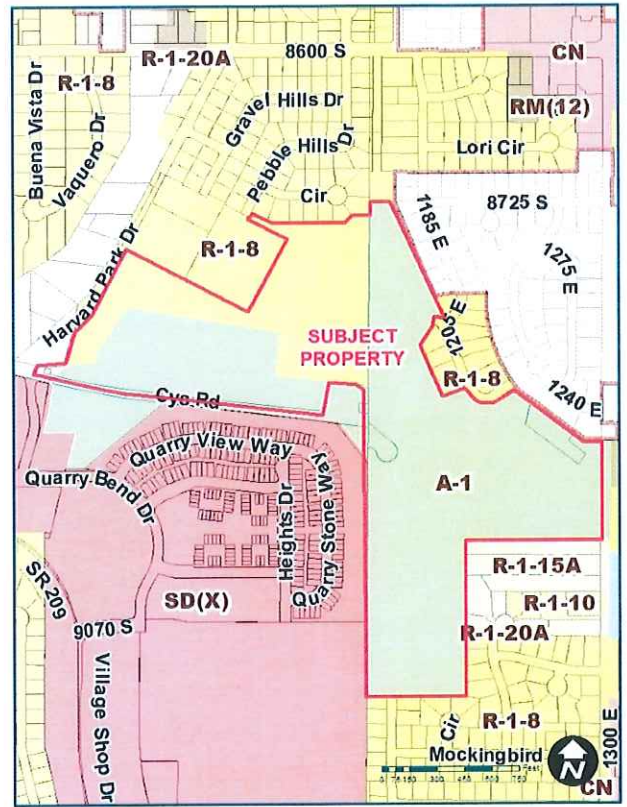 R-1-20A
8600 S
CN
R-1-8
Buena Vista Dr
Vaquero Dr
Gravel Hills Dr
Pebble Hills Dr
RM(12)
Lori Cir
Cir
8725 S
1185 E
1275 E
Harvard Park Dr
R-1-8
SUBJECT
PROPERTY
1205 E
R-1-8
1240 E
Cys Rd
Quarry View Way
Quarry Bend Dr
Heights Dr
Quarry Stone Way
A-1
R-1-15A
R-1-10
SR 209
SD(X)
9070 S
R-1-20A
Village Shop Dr
Cir
R-1-8
1300 E
Mockingbird
Feet
N
CN